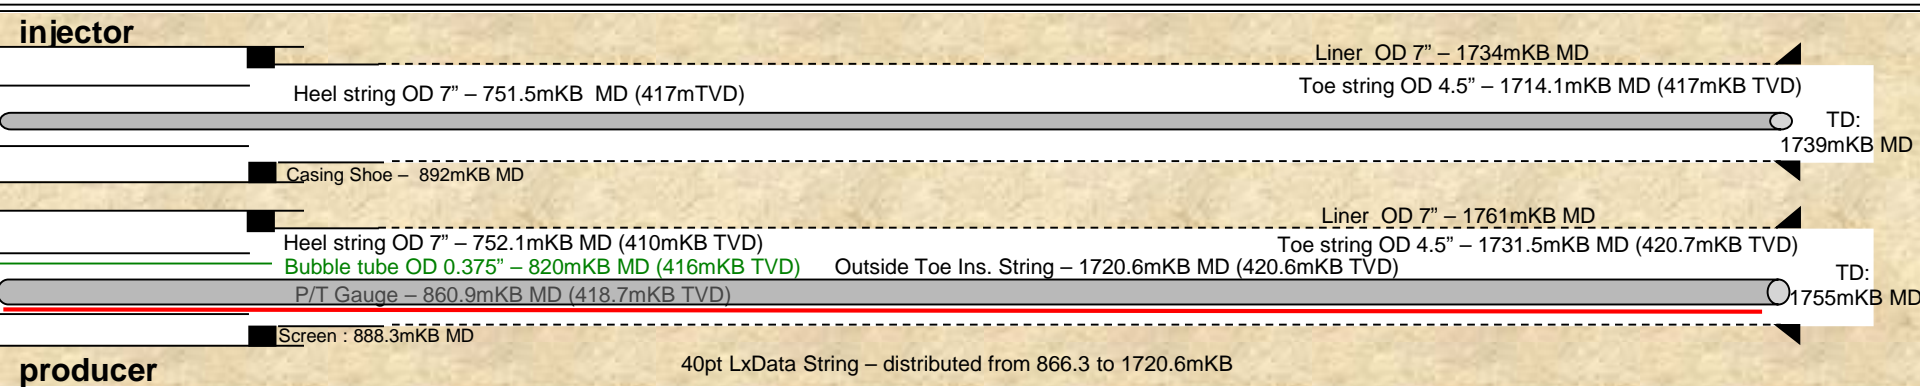 injector
Liner OD 7” – 1734mKB MD
Heel string OD 7” – 751.5mKB MD (417mTVD)
Toe string OD 4.5” – 1714.1mKB MD (417mKB TVD)
TD:
1739mKB MD
Casing Shoe – 892mKB MD
Liner OD 7” – 1761mKB MD
Heel string OD 7” – 752.1mKB MD (410mKB TVD)
Toe string OD 4.5” – 1731.5mKB MD (420.7mKB TVD)
Bubble tube OD 0.375” – 820mKB MD (416mKB TVD)
Outside Toe Ins. String – 1720.6mKB MD (420.6mKB TVD)
TD:
1755mKB MD
P/T Gauge – 860.9mKB MD (418.7mKB TVD)
Screen : 888.3mKB MD
40pt LxData String – distributed from 866.3 to 1720.6mKB
producer